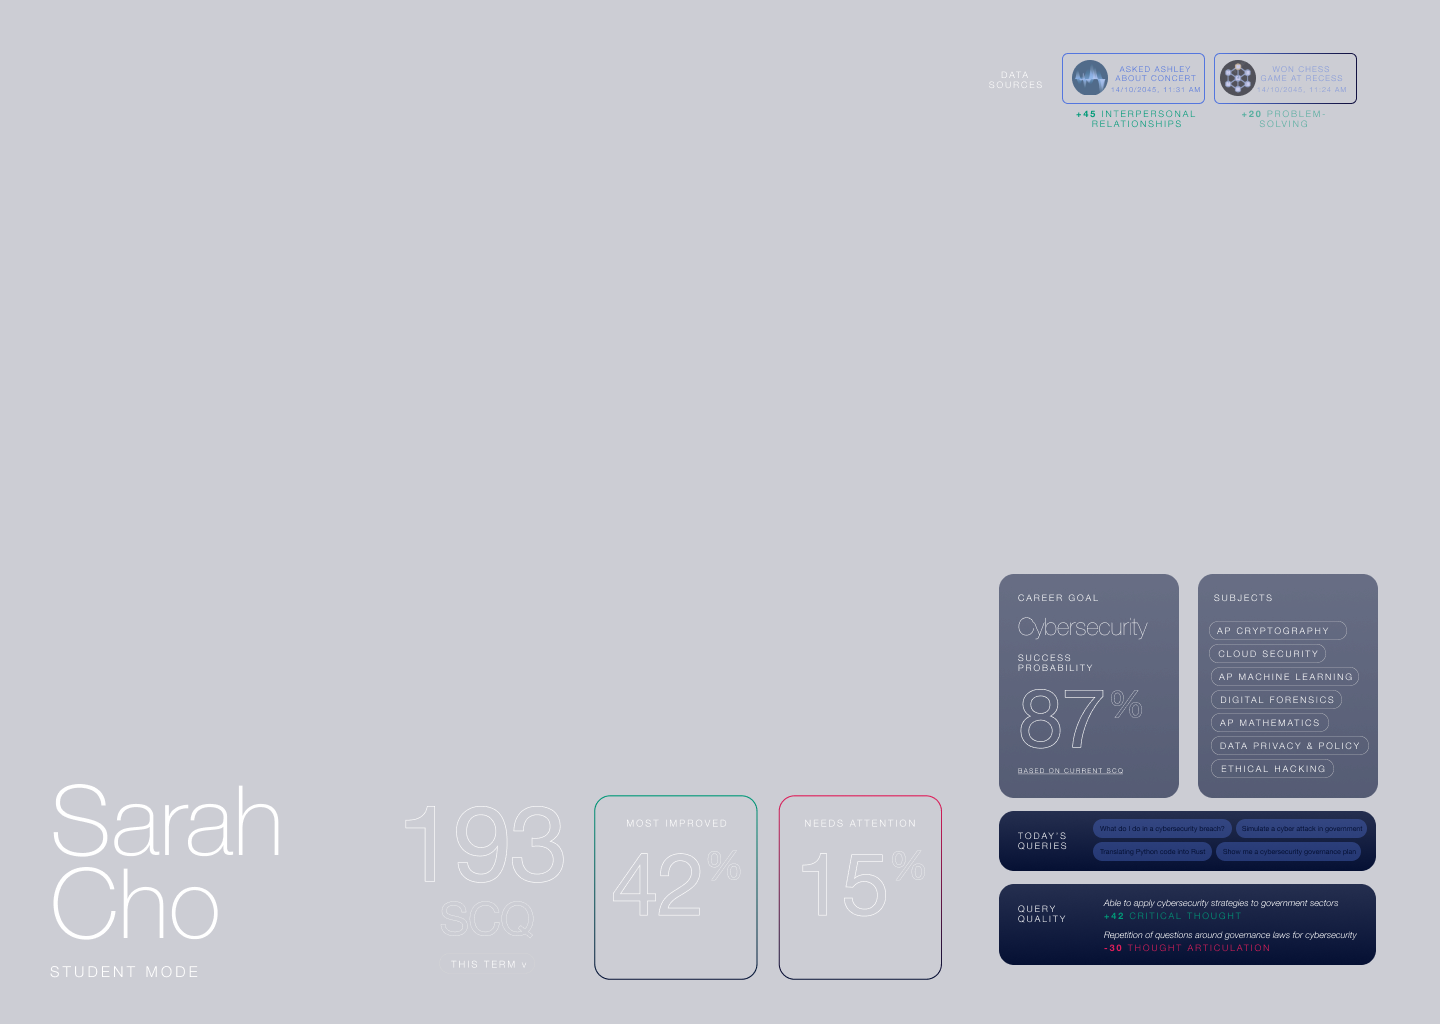 DATA
SOURCES
ASKED ASHLEY
ABOUT CONCERT
14/10/2045, 11:31 AM
+45 INTERPERSONAL
RELATIONSHIPS
WON CHESS
GAME AT RECESS
14/10/2045, 11:24 AM
+20 PROBLEM-
SOLVING
CAREER GOAL
Cybersecurity
SUCCESS
PROBABILITY
87%
BASED ON CURRENT SCQ
SUBJECTS
AP CRYPTOGRAPHY
CLOUD SECURITY
AP MACHINE LEARNING
DIGITAL FORENSICS
AP MATHEMATICS
DATA PRIVACY & POLICY
ETHICAL HACKING
Sarah
Cho
STUDENT MODE
193
SCQ
THIS TERM v
MOST IMPROVED
42%
NEEDS ATTENTION
15%
TODAY'S
QUERIES
What do I do in a cybersecurity breach?
Simulate a cyber attack in government
Translating Python code into Rust
Show me a cybersecurity governance plan
QUERY
QUALITY
Able to apply cybersecurity strategies to government sectors
+42 CRITICAL THOUGHT
Repetition of questions around governance laws for cybersecurity
-30 THOUGHT ARTICULATION